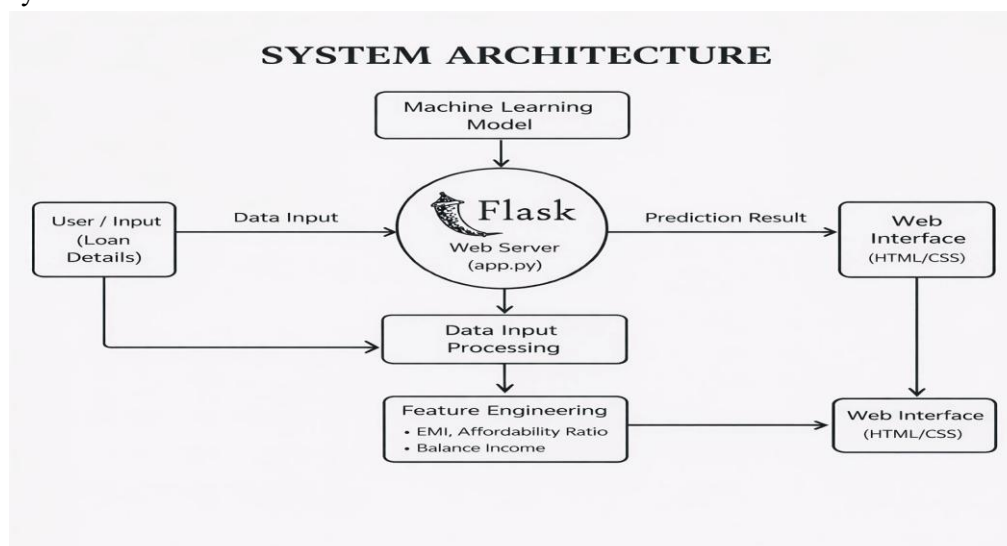 SYSTEM ARCHITECTURE
Machine Learning
Model
User / Input
(Loan
Details)
Data Input
Flask
Web Server
(app.py)
Prediction Result
Web
Interface
(HTML/CSS)
Data Input
Processing
Feature Engineering
• EMI, Affordability Ratio
• Balance Income
Web Interface
(HTML/CSS)